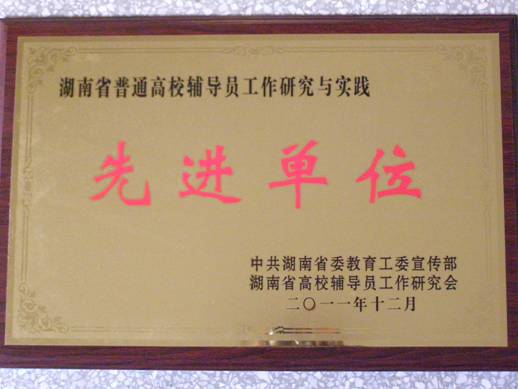 湖南省普通高校辅导员工作研究与实践
先进单位
中共湖南省委教育工委宣传部
湖南省高校辅导员工作研究会
二〇一一年十二月